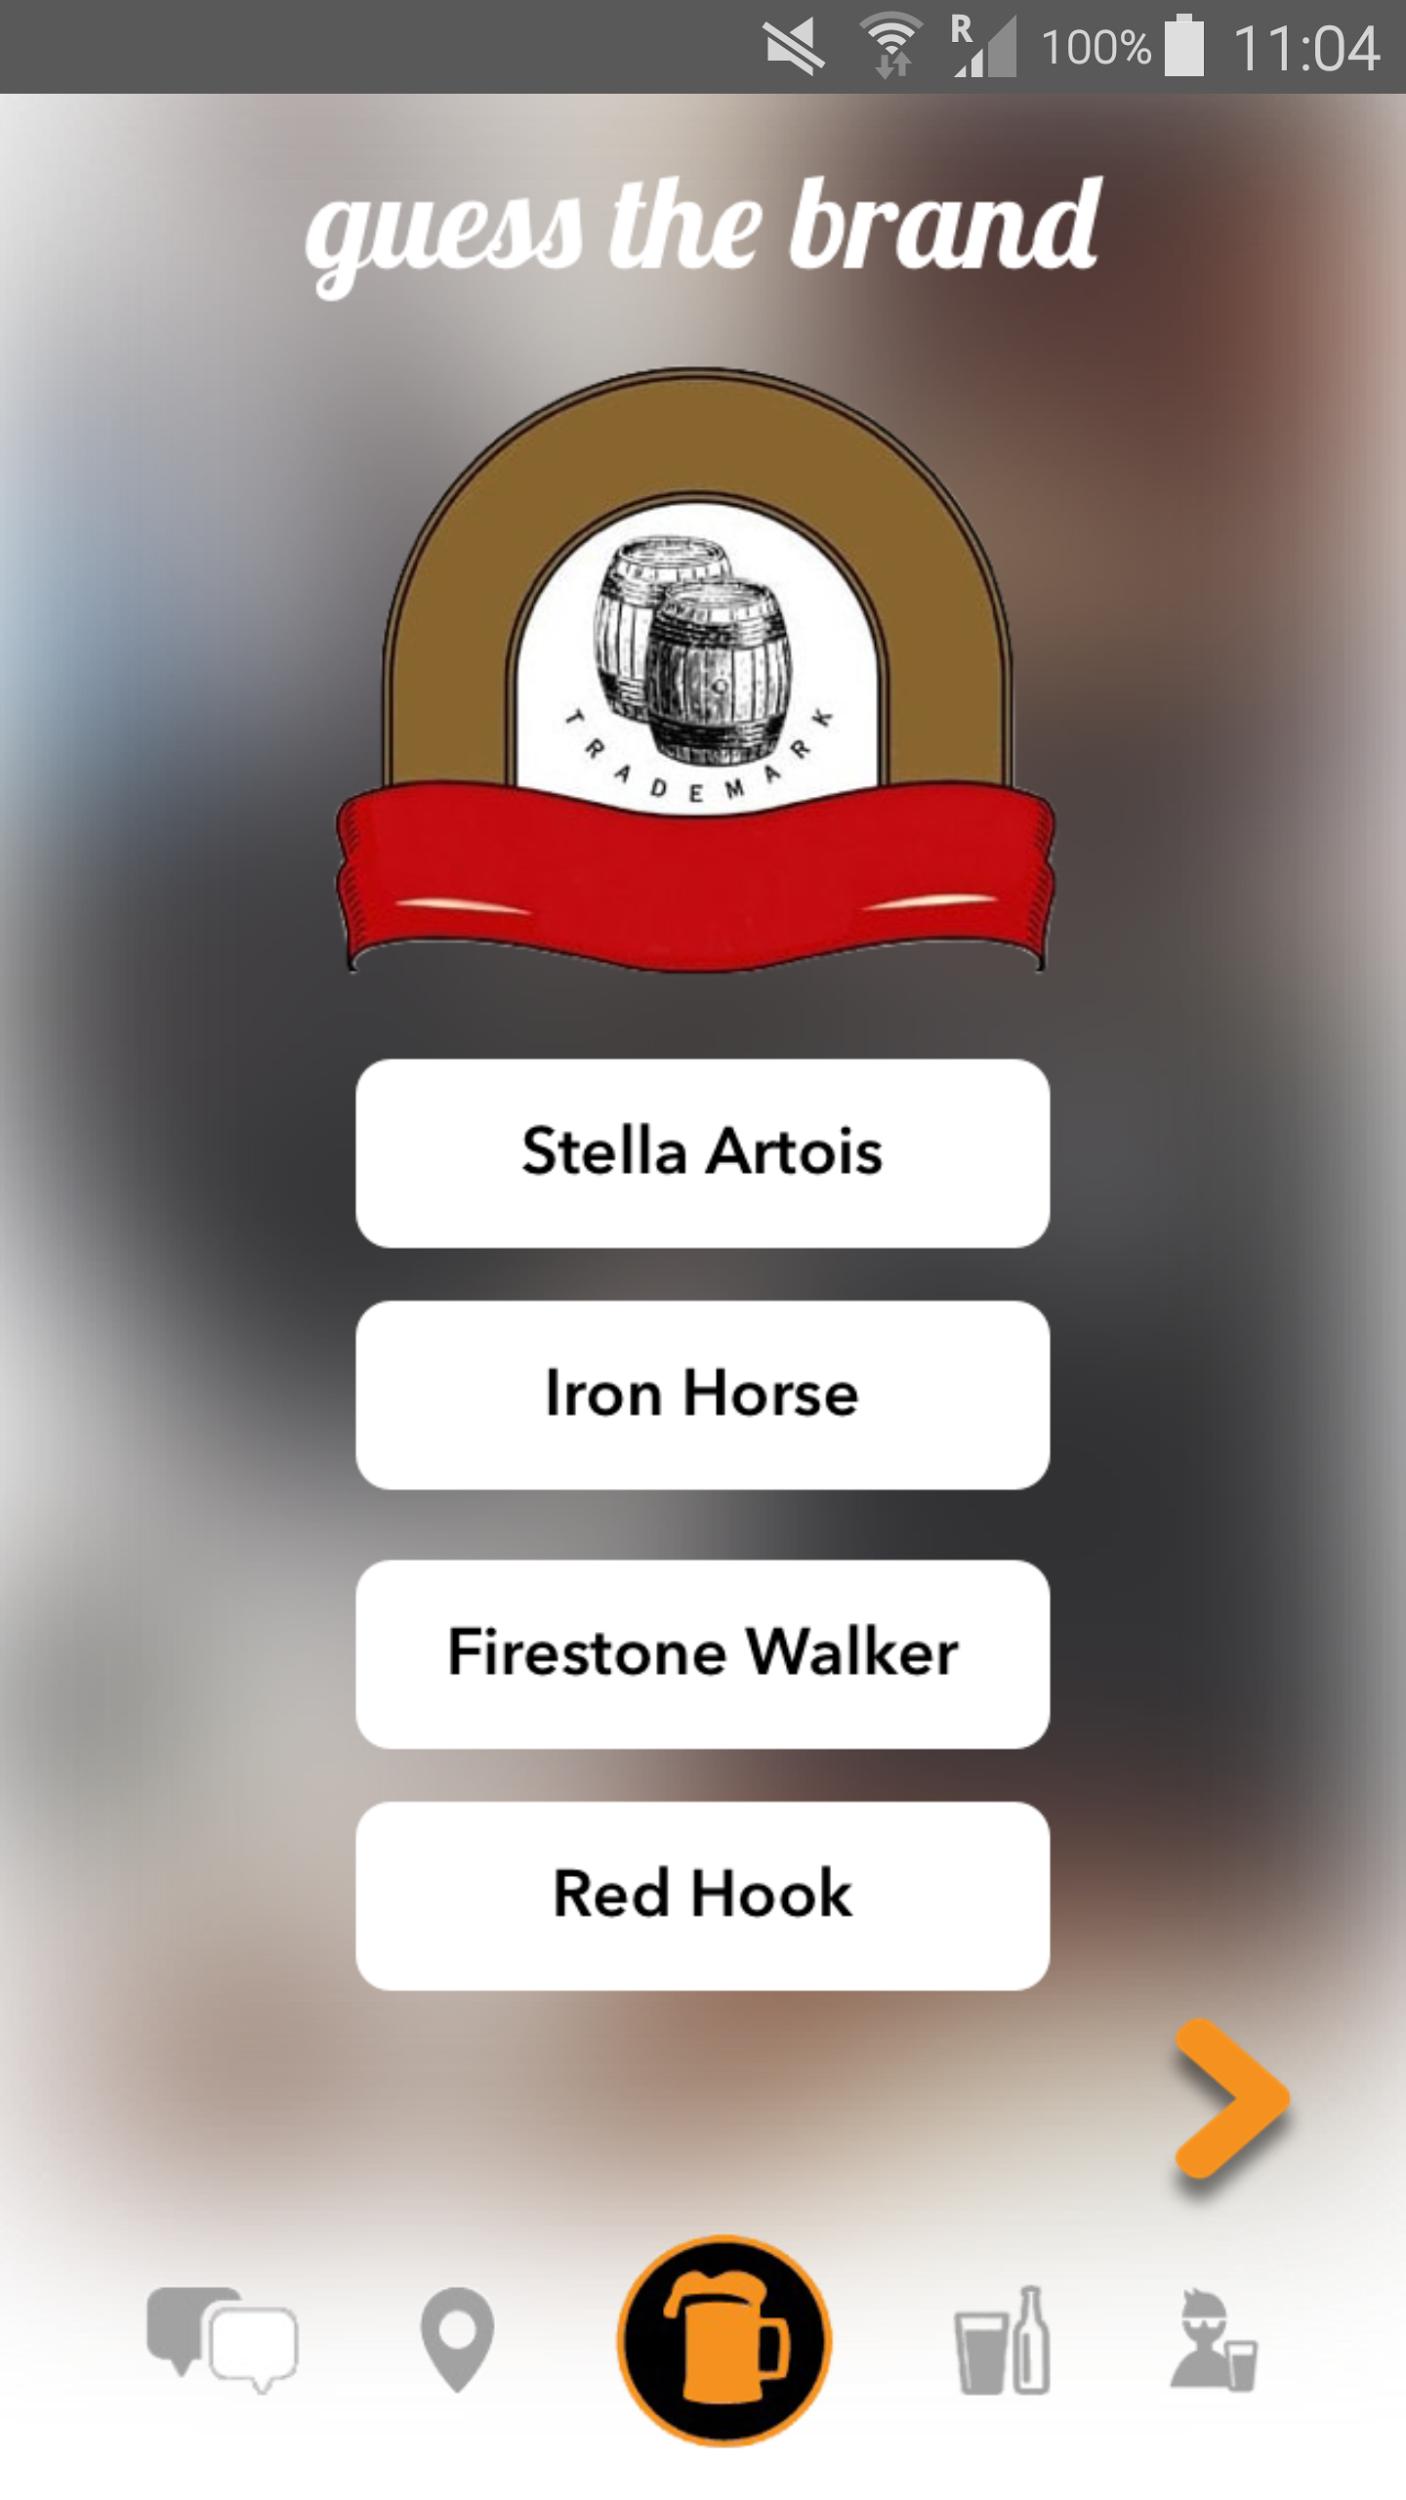 R 100% 11:04
guess the brand
TRADEMARK
Stella Artois
Iron Horse
Firestone Walker
Red Hook